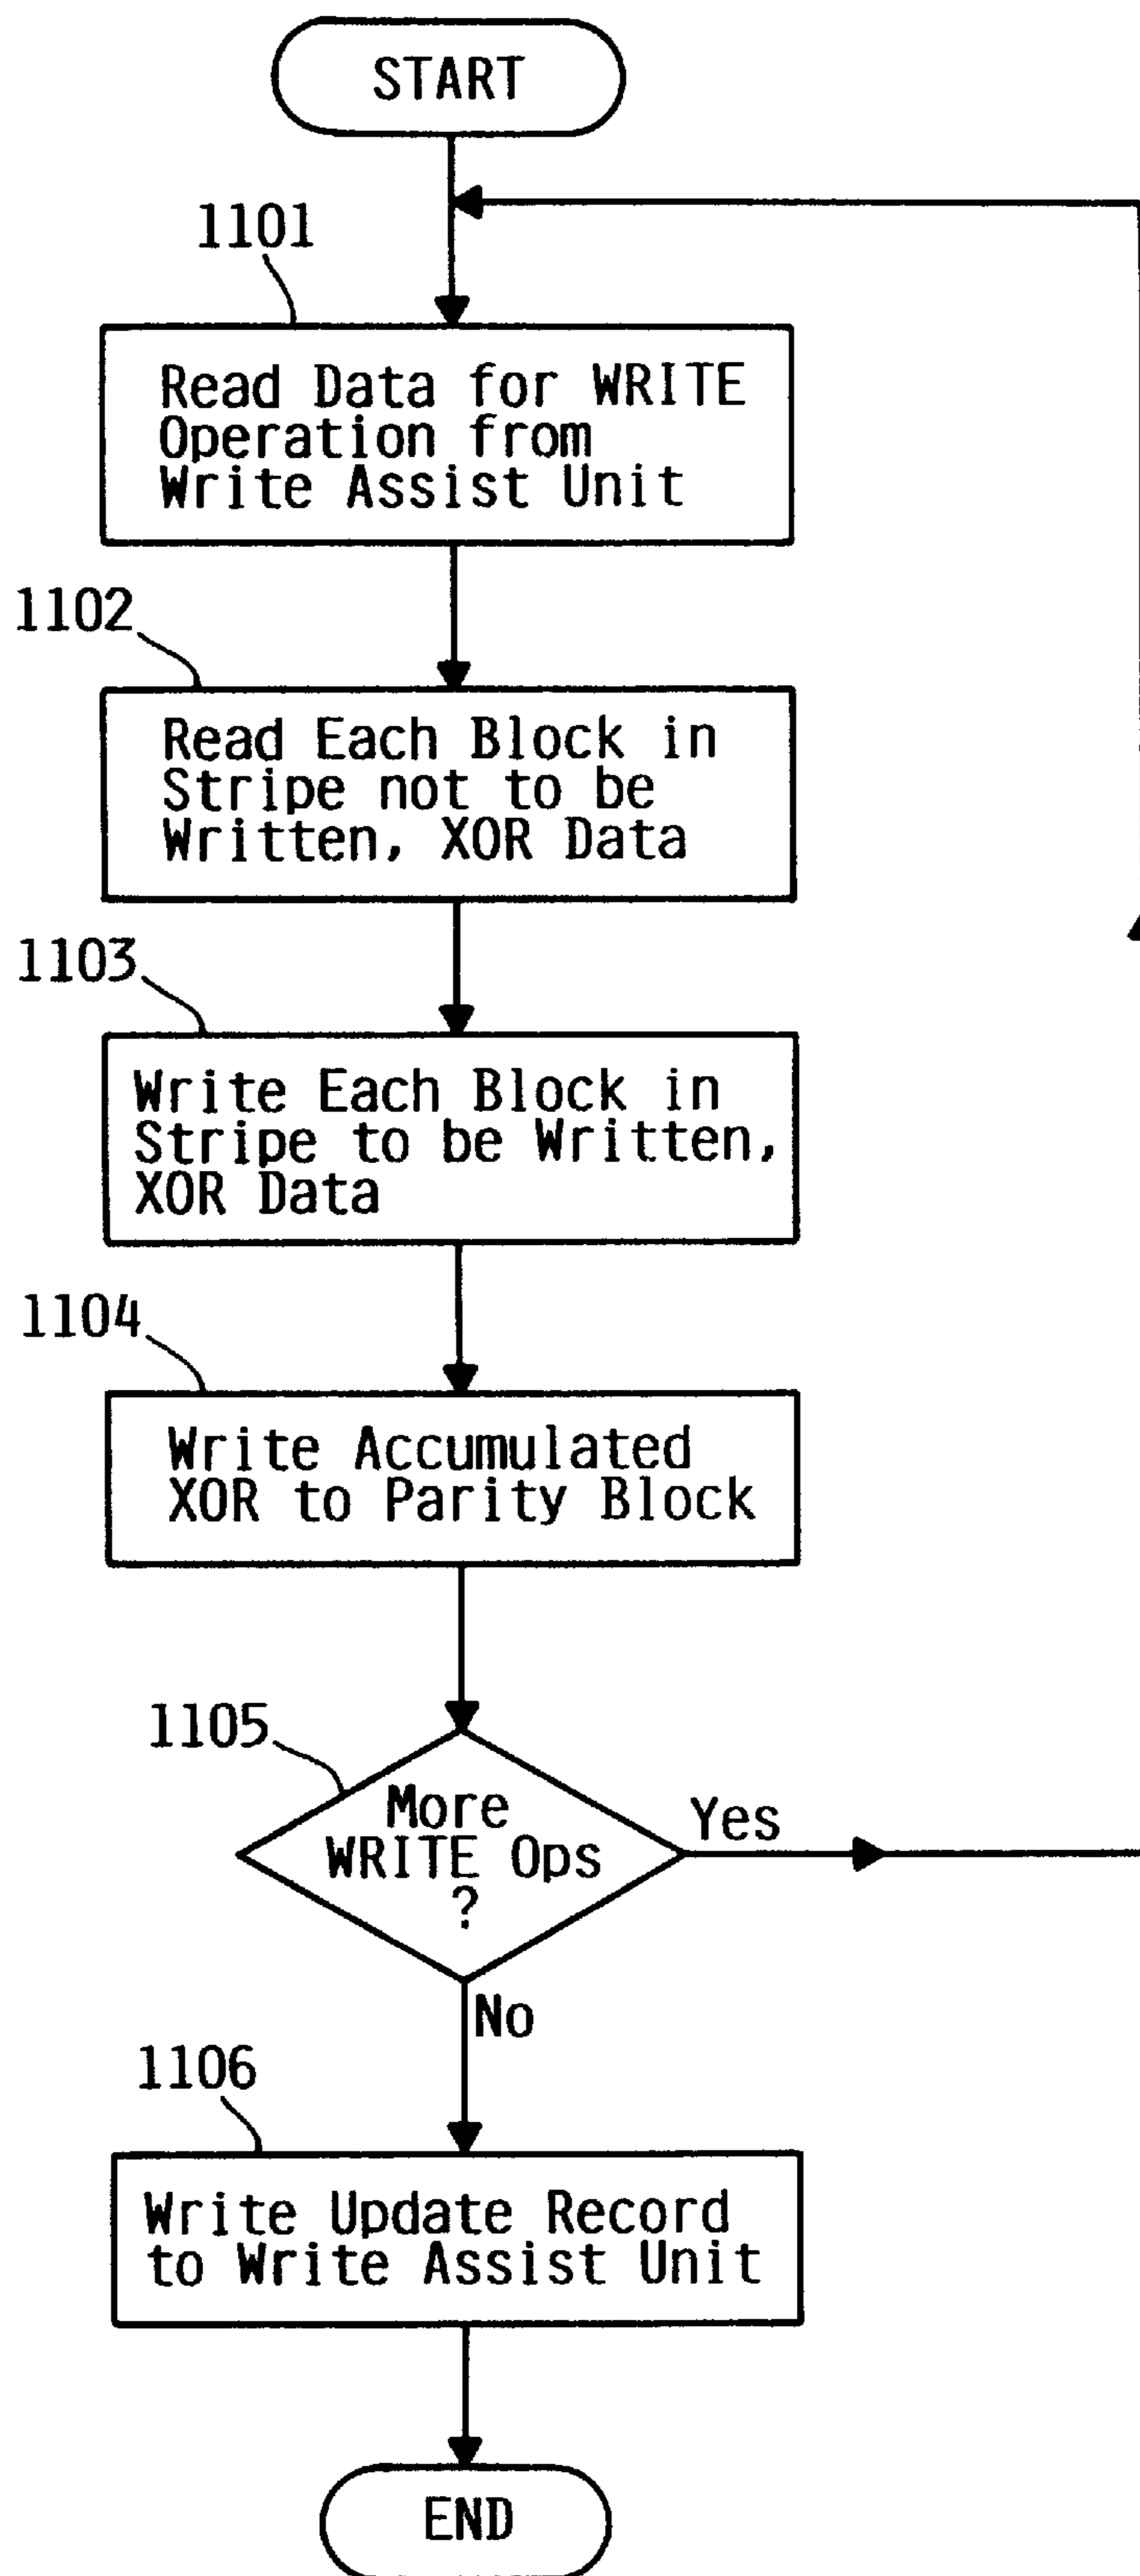 START
1101
Read Data for WRITE
Operation from
Write Assist Unit
1102
Read Each Block in
Stripe not to be
Written, XOR Data
1103
Write Each Block in
Stripe to be Written,
XOR Data
1104
Write Accumulated
XOR to Parity Block
1105
More
WRITE Ops
?
Yes
No
1106
Write Update Record
to Write Assist Unit
END